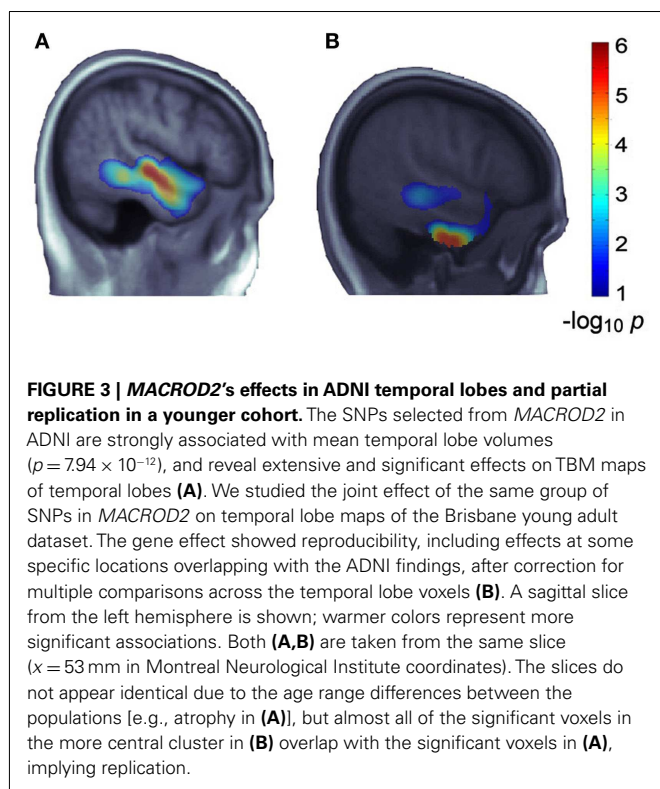 A
B
6
5
4
3
2
1
-log10 p
FIGURE 3 | MACROD2's effects in ADNI temporal lobes and partial
replication in a younger cohort. The SNPs selected from MACROD2 in
ADNI are strongly associated with mean temporal lobe volumes
(p = 7.94 × 10−12), and reveal extensive and significant effects on TBM maps
of temporal lobes (A). We studied the joint effect of the same group of
SNPs in MACROD2 on temporal lobe maps of the Brisbane young adult
dataset. The gene effect showed reproducibility, including effects at some
specific locations overlapping with the ADNI findings, after correction for
multiple comparisons across the temporal lobe voxels (B). A sagittal slice
from the left hemisphere is shown; warmer colors represent more
significant associations. Both (A,B) are taken from the same slice
(x = 53 mm in Montreal Neurological Institute coordinates). The slices do
not appear identical due to the age range differences between the
populations [e.g., atrophy in (A)], but almost all of the significant voxels in
the more central cluster in (B) overlap with the significant voxels in (A),
implying replication.